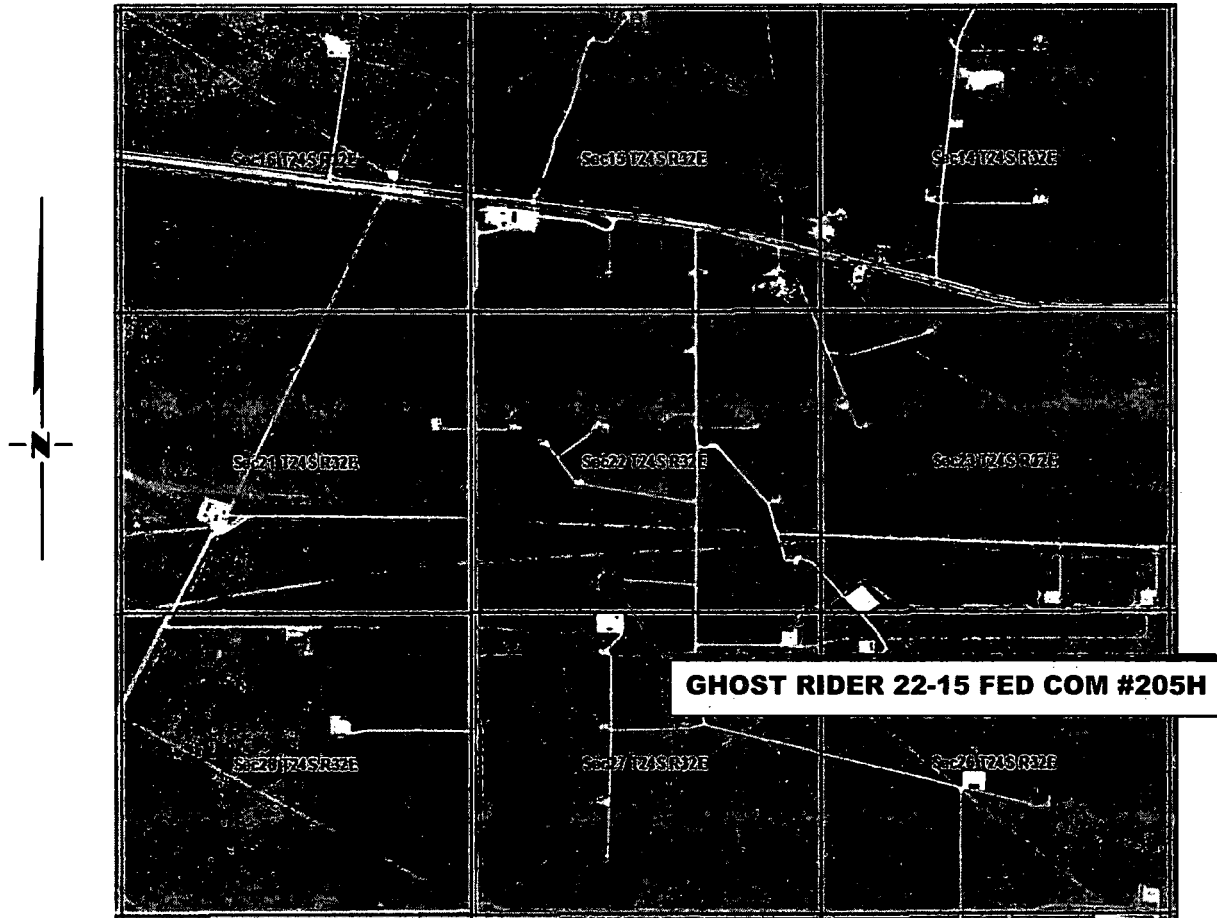 Sec16 T24S R32E
Sec15 T24S R32E
Sec14 T24S R32E
N
Sec21 T24S R32E
Sec22 T24S R32E
Sec23 T24S R32E
GHOST RIDER 22-15 FED COM #205H
Sec28 T24S R32E
Sec27 T24S R32E
Sec26 T24S R32E